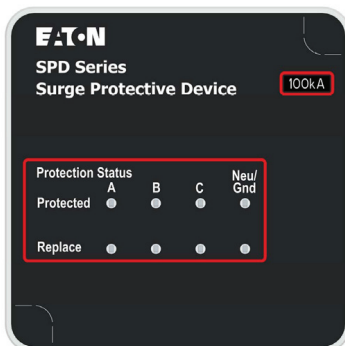 EATON
SPD Series
Surge Protective Device
100kA
Protection Status
A B C Neu/
Gnd
Protected
Replace